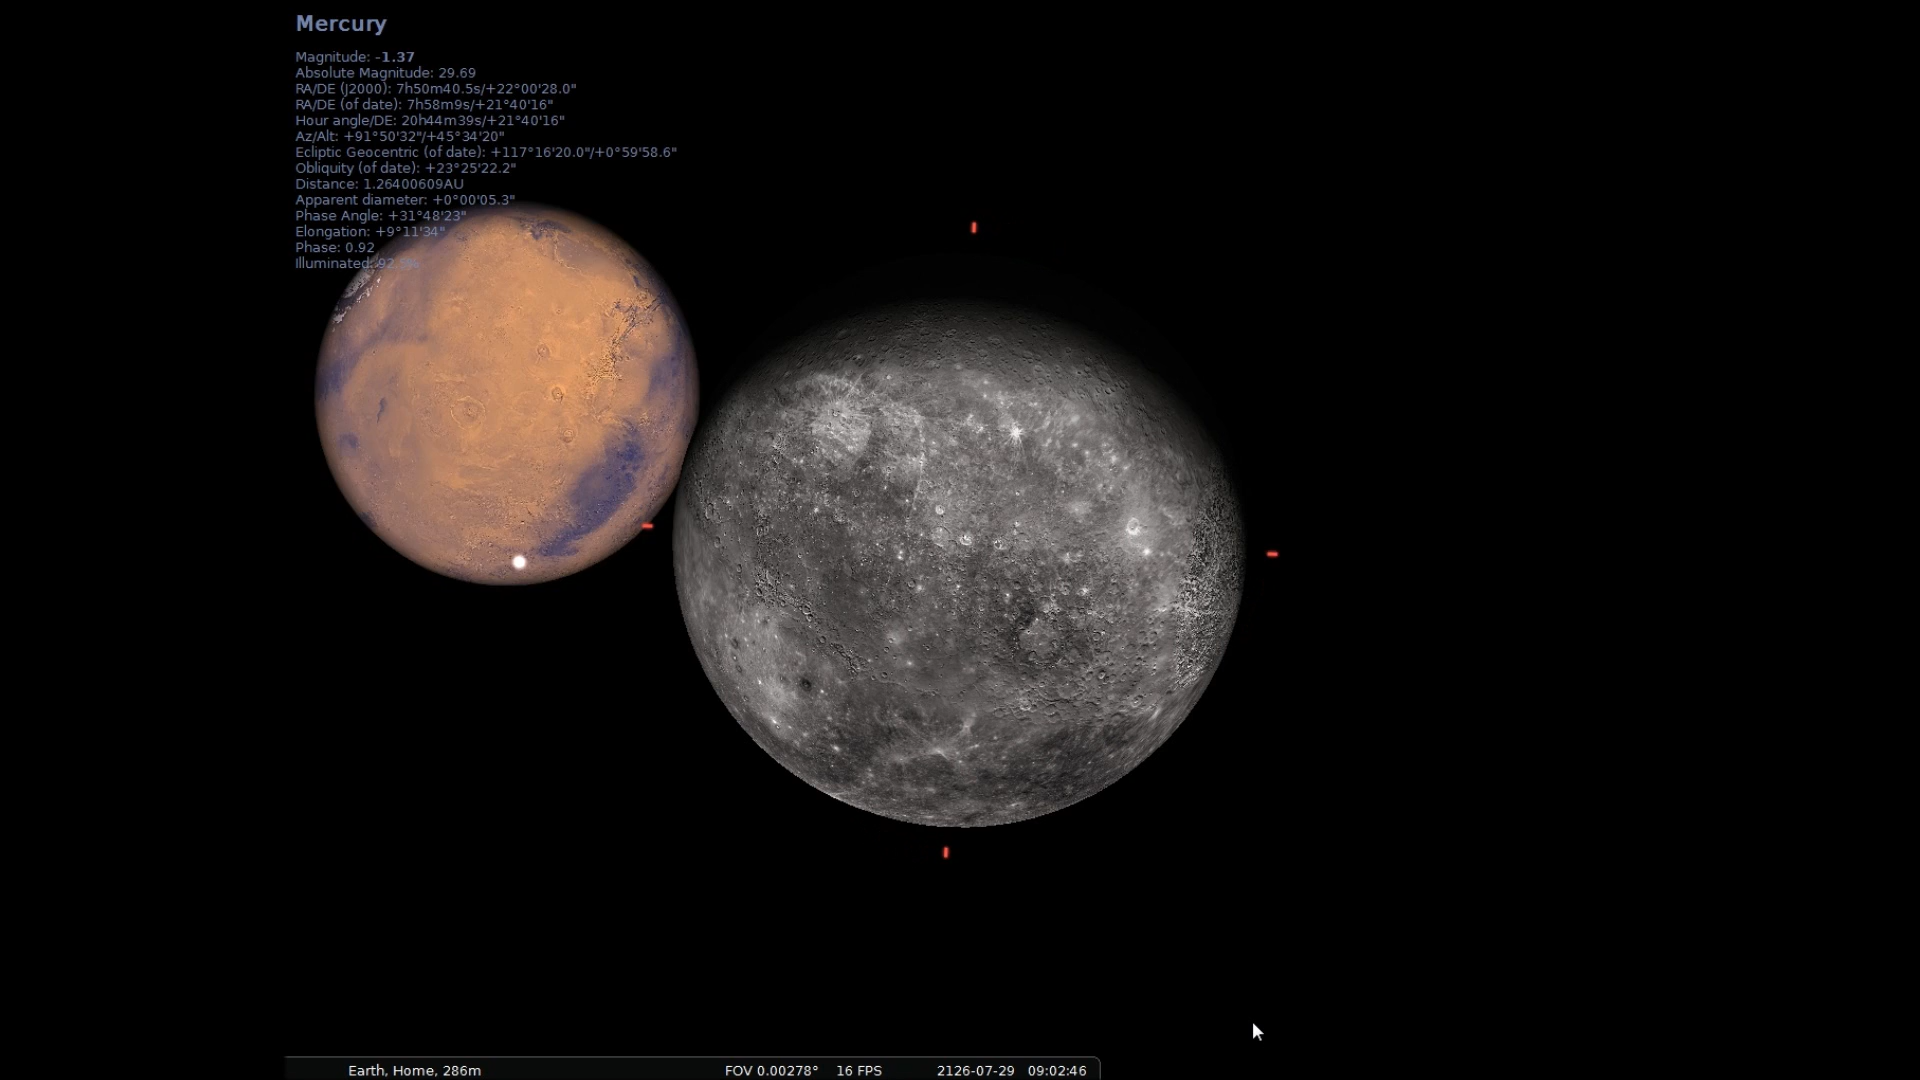 Mercury
Magnitude: -1.37
Absolute Magnitude: 29.69
RA/DE (J2000): 7h50m40.5s/+22°00'28.0"
RA/DE (of date): 7h58m9s/+21°40'16"
Hour angle/DE: 20h44m39s/+21°40'16"
Az/Alt: +91°50'32"/+45°34'20"
Ecliptic Geocentric (of date): +117°16'20.0"/+0°59'58.6"
Obliquity (of date): +23°25'22.2"
Distance: 1.26400609AU
Apparent diameter: +0°00'05.3"
Phase Angle: +31°48'23"
Elongation: +9°11'34"
Phase: 0.92
Illuminated: 92.5%
Earth, Home, 286m FOV 0.00278° 16 FPS 2126-07-29 09:02:46